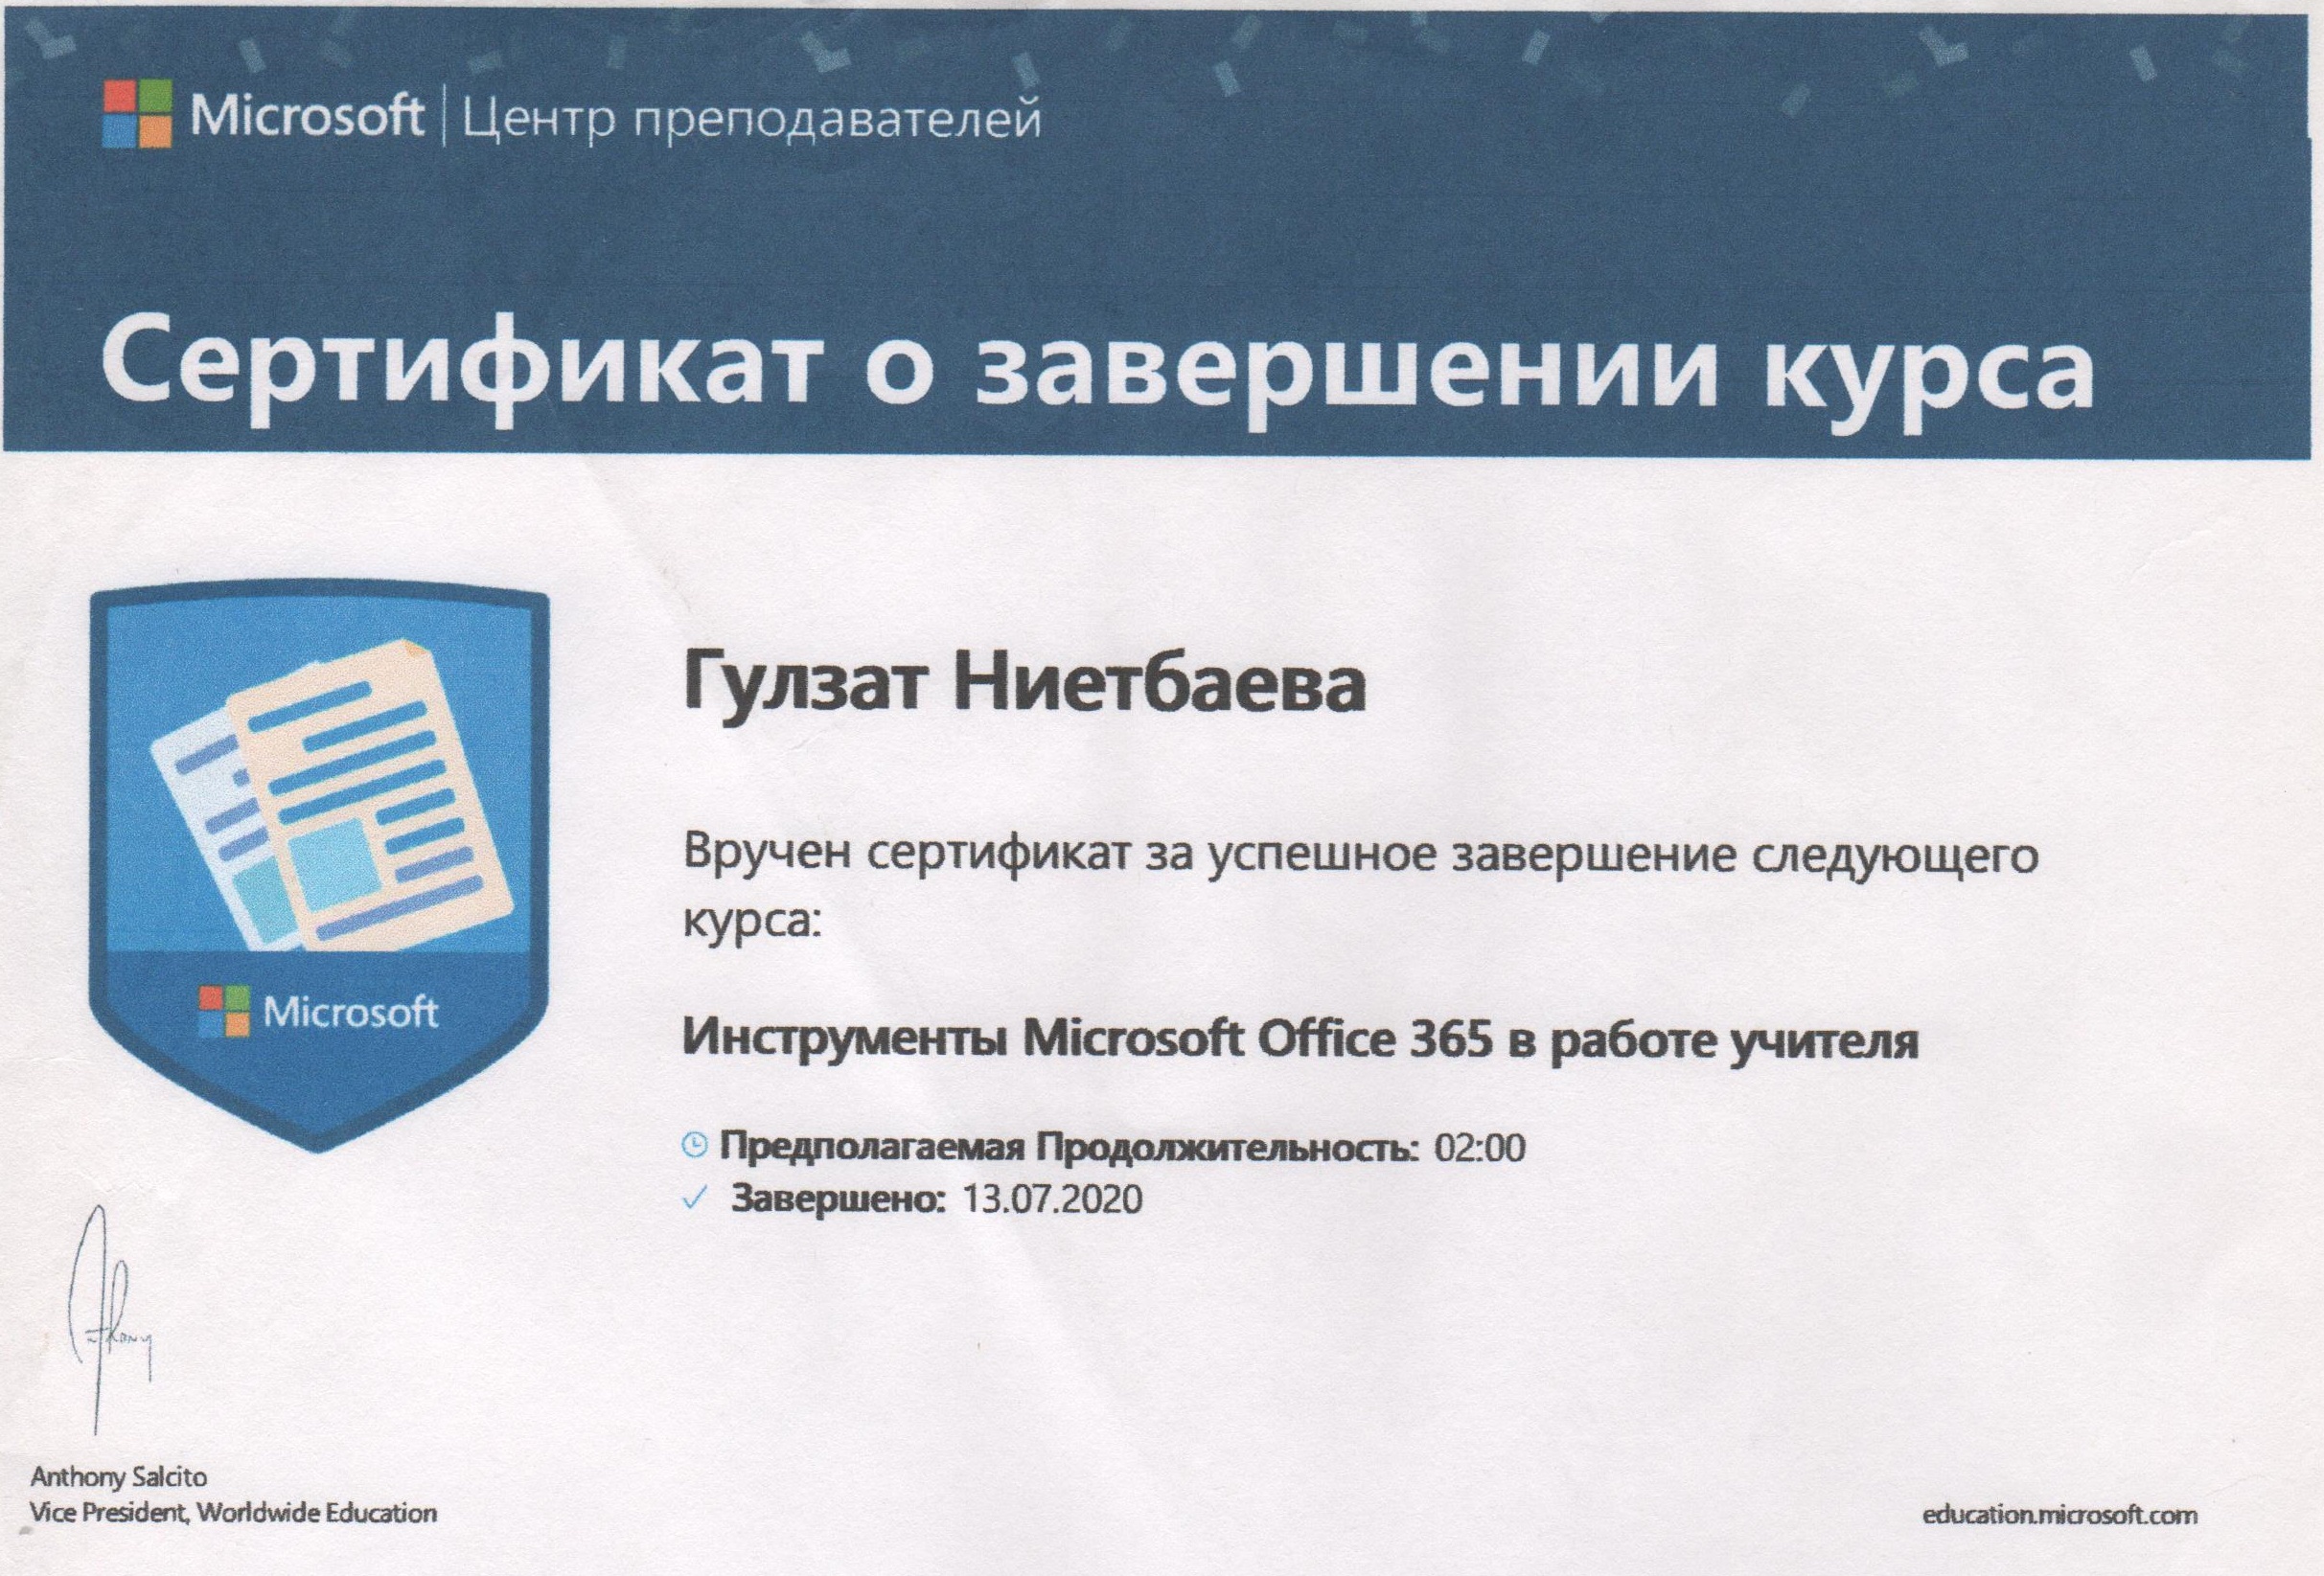 Microsoft | Центр преподавателей
Сертификат о завершении курса
Гулзат Ниетбаева
Вручен сертификат за успешное завершение следующего
курса:
Инструменты Microsoft Office 365 в работе учителя
Предполагаемая Продолжительность: 02:00
Завершено: 13.07.2020
Microsoft
Anthony
Anthony Salcito
Vice President, Worldwide Education
education.microsoft.com